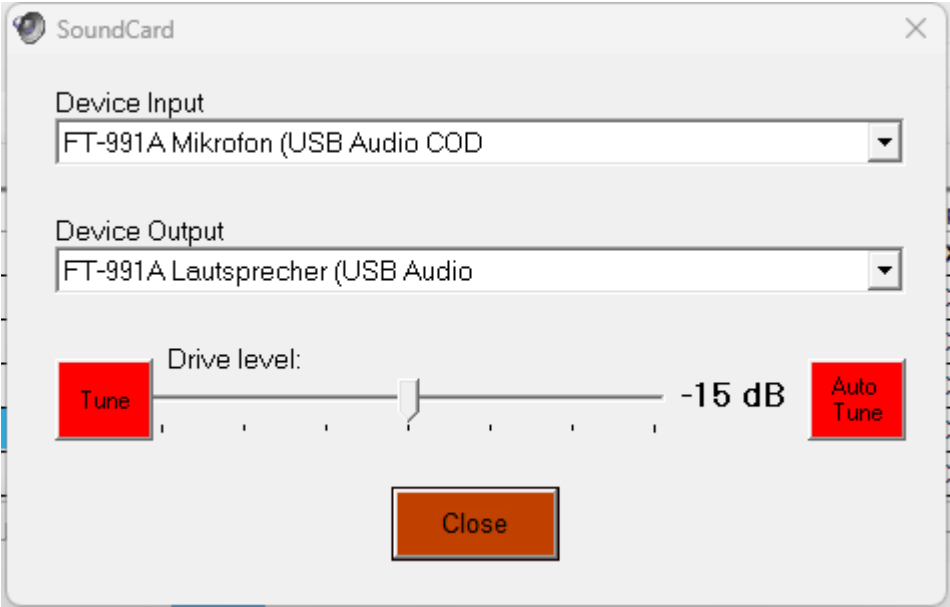 SoundCard
Device Input
FT-991A Mikrofon (USB Audio COD
Device Output
FT-991A Lautsprecher (USB Audio
Drive level:
Tune
-15 dB
Auto
Tune
Close